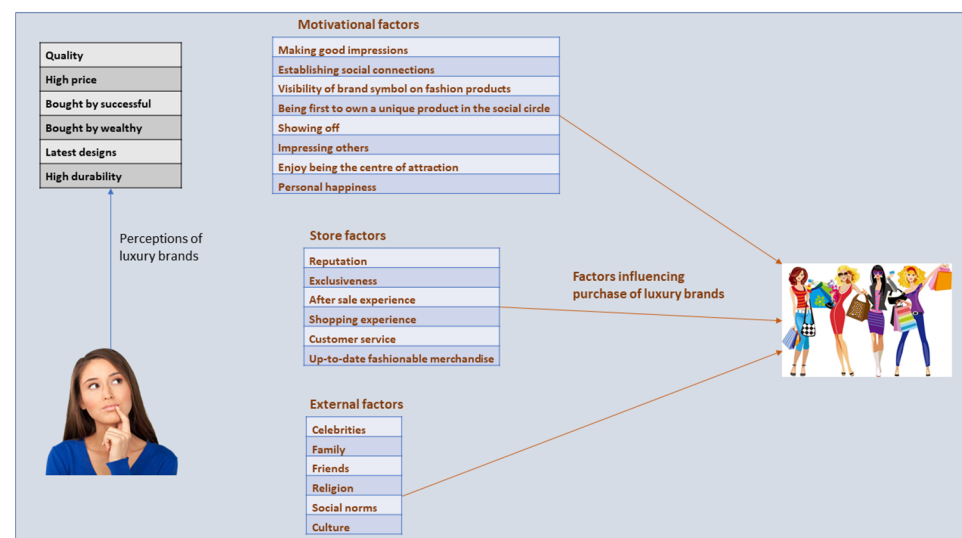 Quality
High price
Bought by successful
Bought by wealthy
Latest designs
High durability
Perceptions of
luxury brands
Motivational factors
Making good impressions
Establishing social connections
Visibility of brand symbol on fashion products
Being first to own a unique product in the social circle
Showing off
Impressing others
Enjoy being the centre of attraction
Personal happiness
Store factors
Reputation
Exclusiveness
After sale experience
Shopping experience
Customer service
Up-to-date fashionable merchandise
External factors
Celebrities
Family
Friends
Religion
Social norms
Culture
Factors influencing
purchase of luxury brands